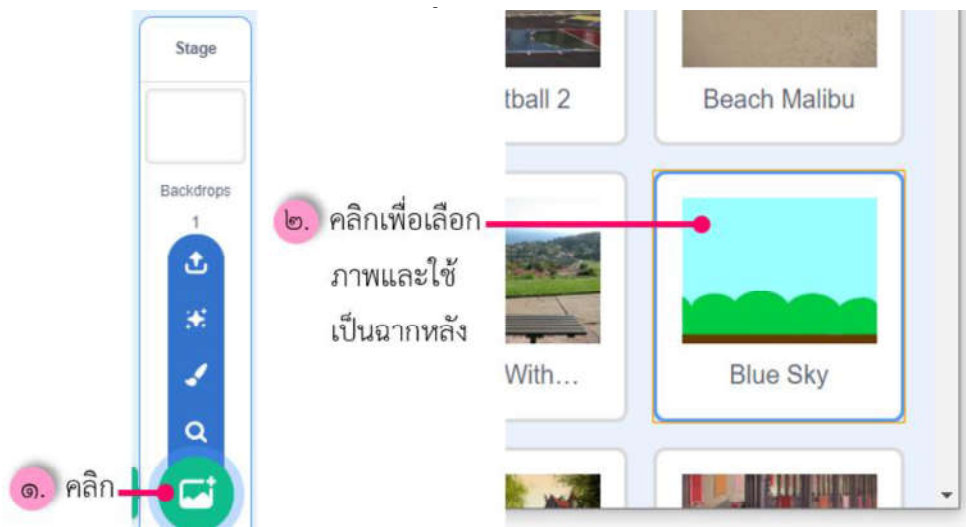 Stage
Backdrops
1
๑. คลิก
๒. คลิกเพื่อเลือก
ภาพและใช้
เป็นฉากหลัง
tball 2
Beach Malibu
With...
Blue Sky